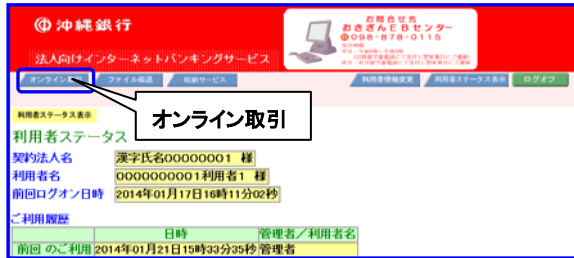 沖縄銀行
お問合せ先
おきぎんEBセンター
098-878-0115
法人向けインターネットバンキングサービス
オンライン取引 ファイル伝送 収納サービス 利用者情報変更 利用者ステータス表示 ログオフ
オンライン取引
利用者ステータス表示
利用者ステータス
契約法人名 漢字氏名00000001 様
利用者名 0000000001利用者1 様
前回ログオン日時 2014年01月17日16時11分02秒
ご利用履歴
日時 管理者/利用者名
前回 のご利用 2014年01月21日15時33分35秒 管理者